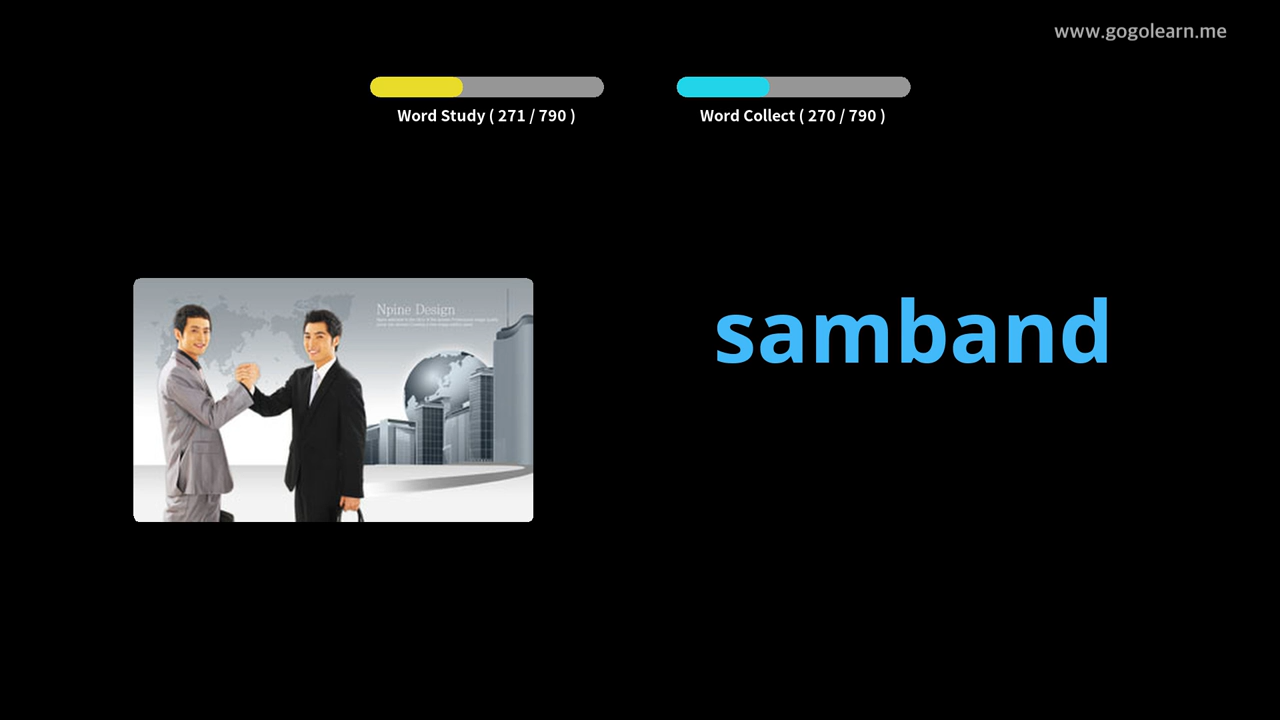 www.gogolearn.me
Word Study ( 271 / 790 )
Word Collect ( 270 / 790 )
Npine Design
samband